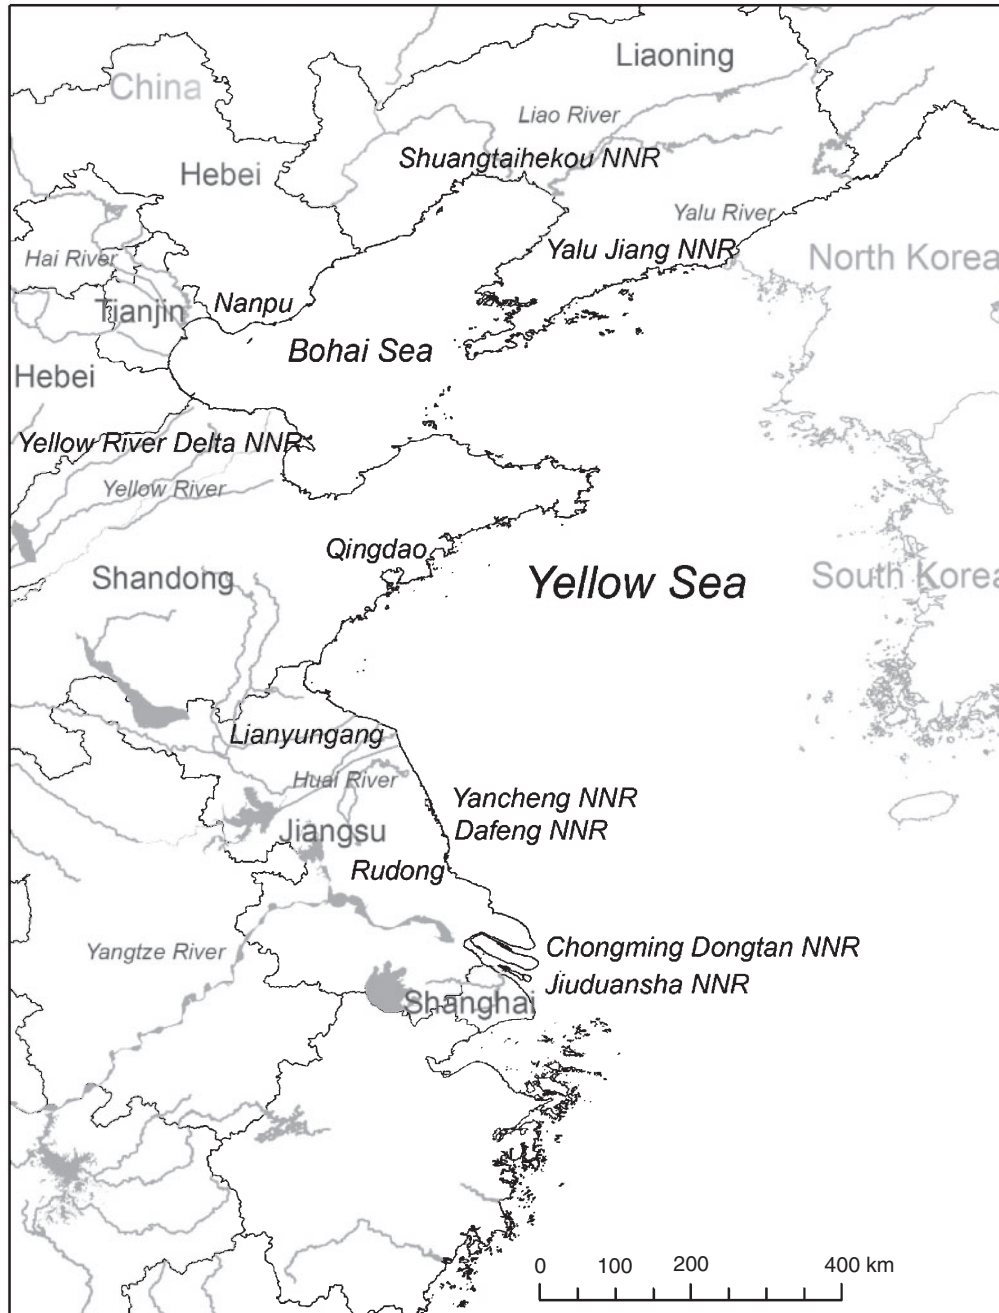 Liaoning
China
Liao River
Shuangtaihekou NNR
Hebei
Yalu River
Hai River
Yalu Jiang NNR
North Korea
Nanpu
Tianjin
Bohai Sea
Hebei
Yellow River Delta NNR
Yellow River
Qingdao
Shandong
Yellow Sea
South Korea
Lianyungang
Huai River
Yancheng NNR
Jiangsu
Dafeng NNR
Rudong
Yangtze River
Chongming Dongtan NNR
Jiuduansha NNR
Shanghai
0 100 200 400 km